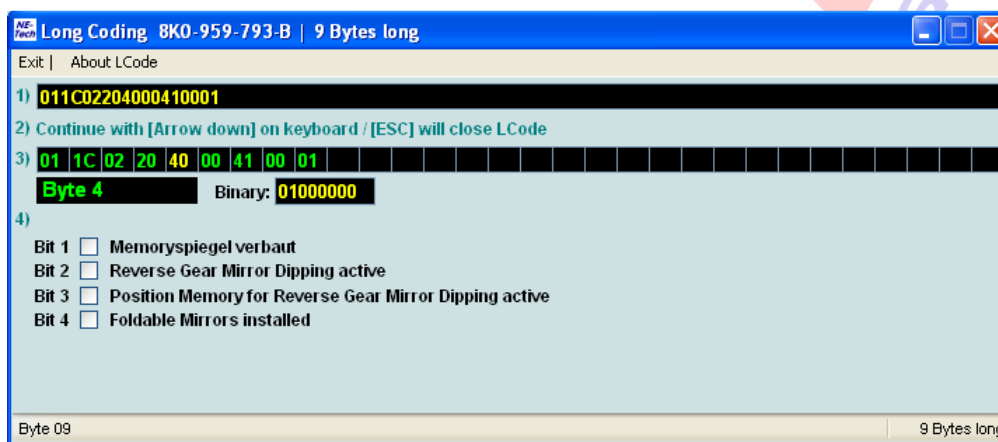 NE-Tech Long Coding 8K0-959-793-B | 9 Bytes long
Exit | About LCode
1) 011C02204000410001
2) Continue with [Arrow down] on keyboard / [ESC] will close LCode
3) 01 1C 02 20 40 00 41 00 01
Byte 4 Binary: 01000000
4)
Bit 1 Memoryspiegel verbaut
Bit 2 Reverse Gear Mirror Dipping active
Bit 3 Position Memory for Reverse Gear Mirror Dipping active
Bit 4 Foldable Mirrors installed
Byte 09 9 Bytes long